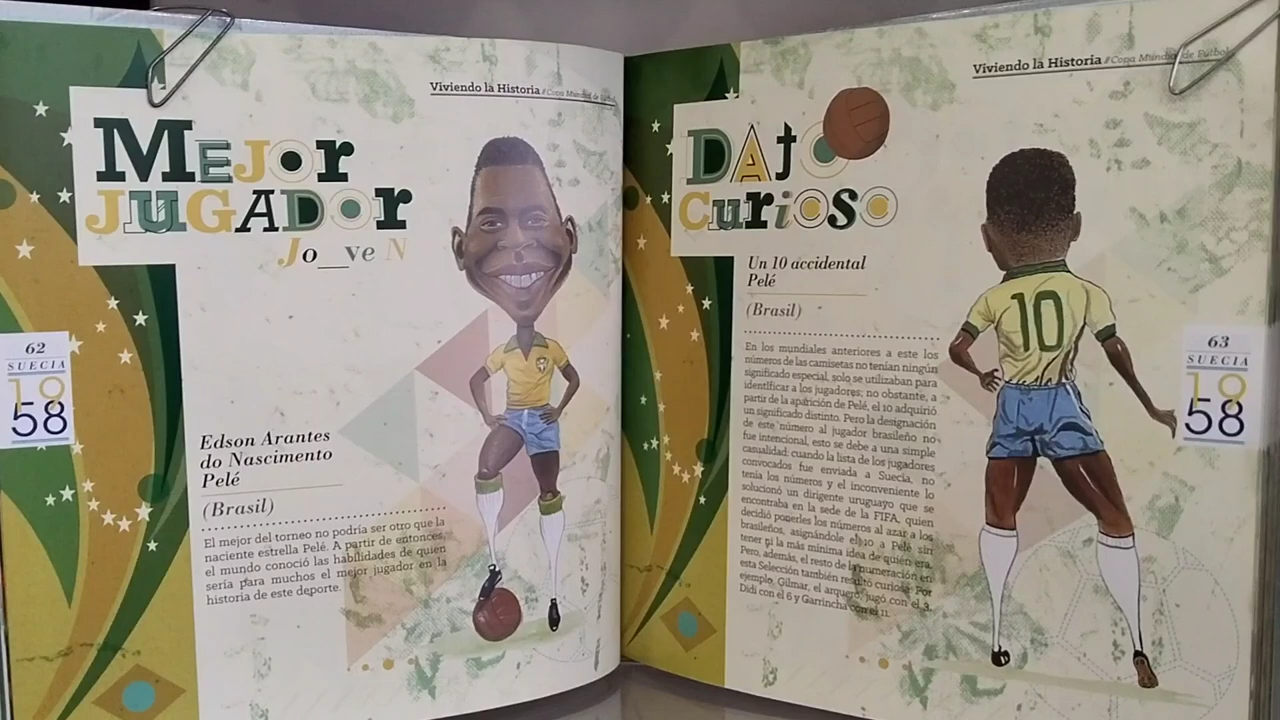 Viviendo la Historia #Copa Mundial de Fútbol
MEJOR
JUGADOR
Jo__ve N
62
SUECIA
19
58
Edson Arantes
do Nascimento
Pelé
(Brasil)
El mejor del torneo no podría ser otro que la
naciente estrella Pelé. A partir de entonces,
el mundo conoció las habilidades de quien
sería para muchos el mejor jugador en la
historia de este deporte.
Viviendo la Historia #Copa Mundial de Fútbol
DAtO
CuriOSO
Un 10 accidental
Pelé
(Brasil)
En los mundiales anteriores a este los
números de las camisetas no tenían ningún
significado especial, solo se utilizaban para
identificar a los jugadores; no obstante, a
partir de la aparición de Pelé, el 10 adquirió
un significado distinto. Pero la designación
de este número al jugador brasileño no
fue intencional, esto se debe a una simple
casualidad: cuando la lista de los jugadores
convocados fue enviada a Suecia, no
tenía los números y el inconveniente lo
solucionó un dirigente uruguayo que se
encontraba en la sede de la FIFA, quien
decidió ponerles los números al azar a los
brasileños, asignándole el 10 a Pelé sin
tener ni la más mínima idea de quien era.
Pero, además, el resto de la numeración en
esta Selección también resultó curiosa: Por
ejemplo, Gilmar, el arquero, jugó con el 3,
Didi con el 6 y Garrincha con el 11.
10
63
SUECIA
19
58